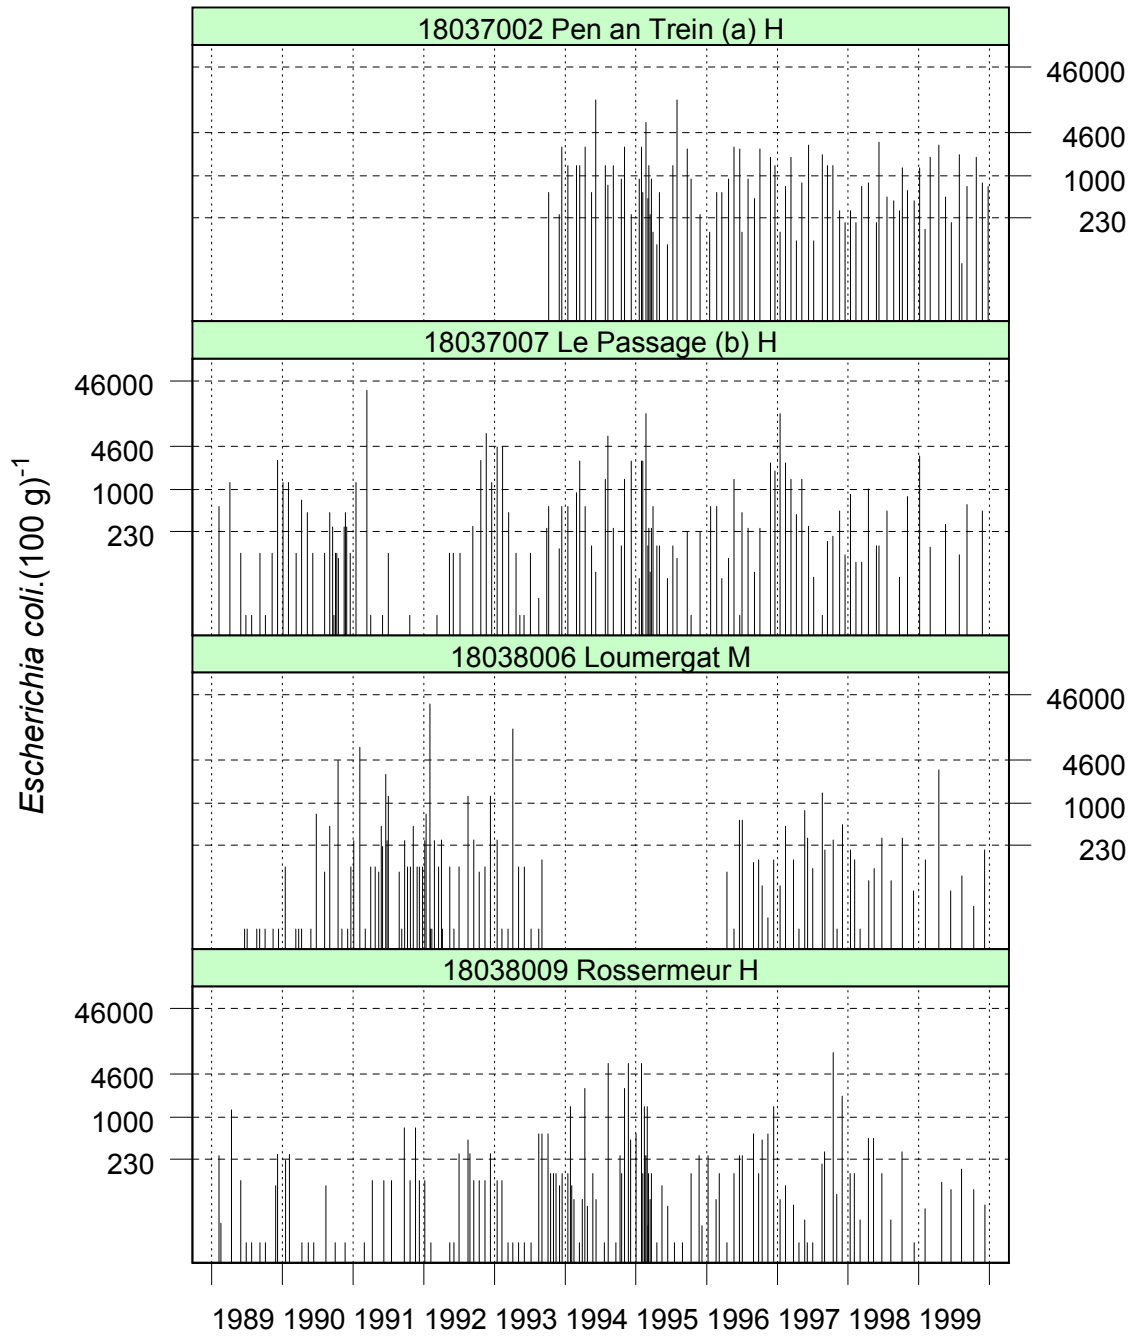 18037002 Pen an Trein (a) H
46000
4600
1000
230
18037007 Le Passage (b) H
46000
4600
1000
230
Escherichia coli.(100 g)-1
18038006 Loumergat M
46000
4600
1000
230
18038009 Rossermeur H
46000
4600
1000
230
1989 1990 1991 1992 1993 1994 1995 1996 1997 1998 1999